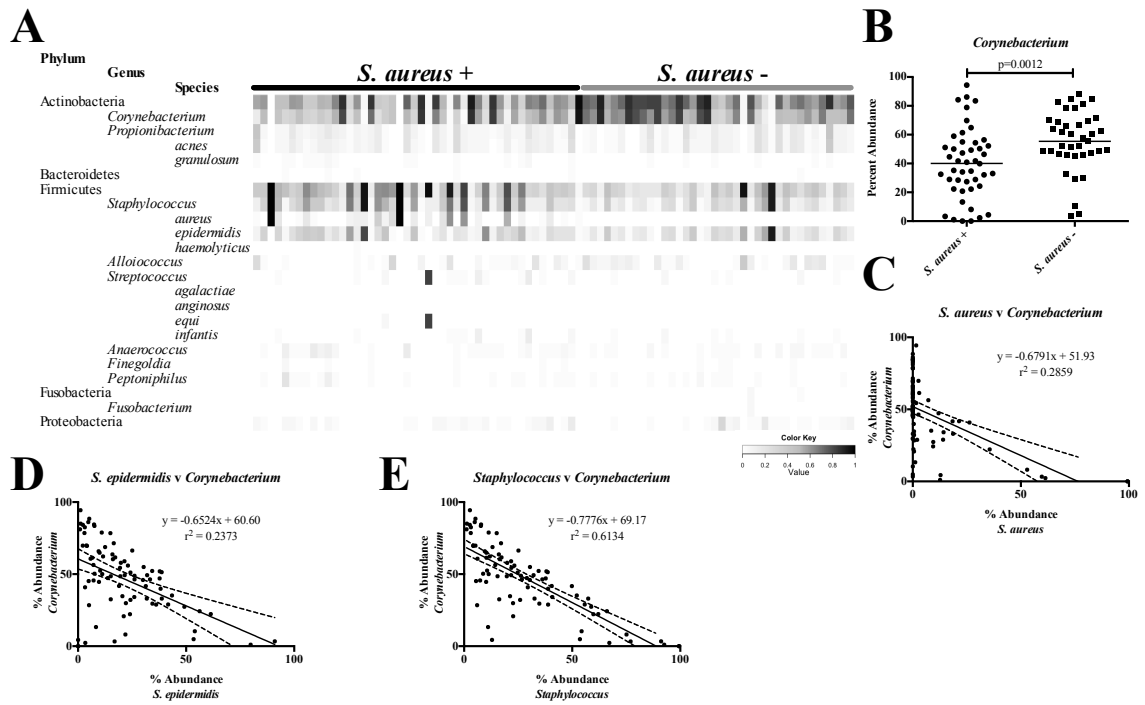 A
Phylum
Genus
Species
S. aureus +
S. aureus -
Actinobacteria
Corynebacterium
Propionibacterium
acnes
granulosum
Bacteroidetes
Firmicutes
Staphylococcus
aureus
epidermidis
haemolyticus
Alloiococcus
Streptococcus
agalactiae
anginosus
equi
infantis
Anaerococcus
Finegoldia
Peptoniphilus
Fusobacteria
Fusobacterium
Proteobacteria
Color Key
0 0.2 0.4 0.6 0.8 1
Value
B
Corynebacterium
p=0.0012
100
80
60
40
20
0
Percent Abundance
S. aureus +
S. aureus -
C
S. aureus v Corynebacterium
y = -0.6791x + 51.93
r² = 0.2859
100
50
0
% Abundance
Corynebacterium
0 50 100
% Abundance
S. aureus
D
S. epidermidis v Corynebacterium
y = -0.6524x + 60.60
r² = 0.2373
100
50
0
% Abundance
Corynebacterium
0 50 100
% Abundance
S. epidermidis
E
Staphylococcus v Corynebacterium
y = -0.7776x + 69.17
r² = 0.6134
100
50
0
% Abundance
Corynebacterium
0 50 100
% Abundance
Staphylococcus